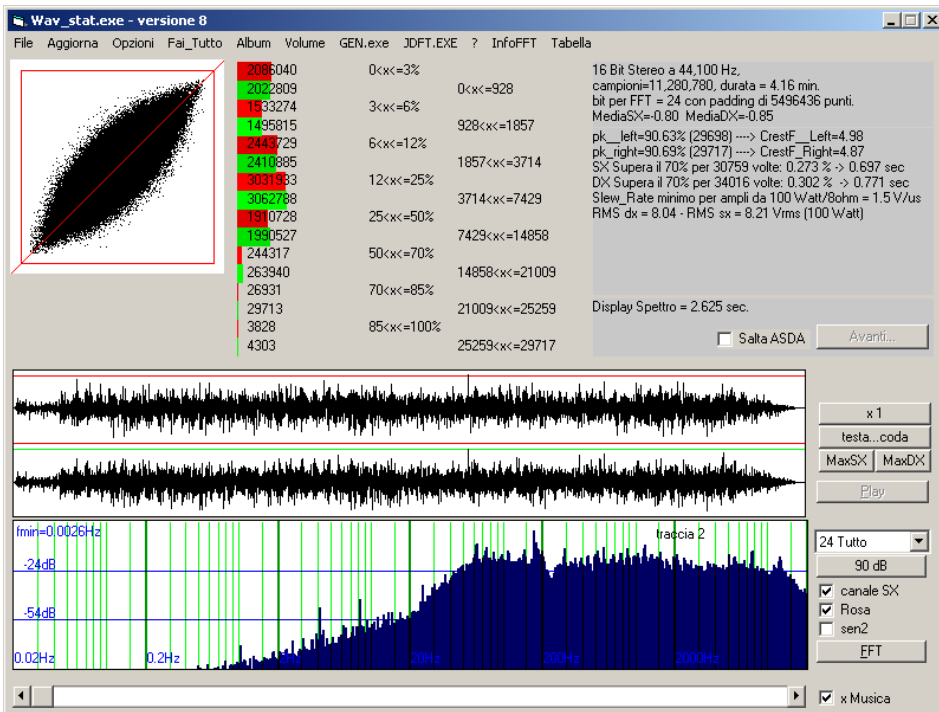 Wav_stat.exe - versione 8
File Aggiorna Opzioni Fai_Tutto Album Volume GEN.exe JDFT.EXE ? InfoFFT Tabella
2086040 0<x<=3%
2022809 0<x<=928
1533274 3<x<=6%
1495815 928<x<=1857
2443729 6<x<=12%
2410885 1857<x<=3714
3031933 12<x<=25%
3062788 3714<x<=7429
1910728 25<x<=50%
1990527 7429<x<=14858
244317 50<x<=70%
263940 14858<x<=21009
26931 70<x<=85%
29713 21009<x<=25259
3828 85<x<=100%
4303 25259<x<=29717
16 Bit Stereo a 44,100 Hz,
campioni=11,280,780, durata = 4.16 min.
bit per FFT = 24 con padding di 5496436 punti.
MediaSX=-0.80 MediaDX=-0.85
pk__left=90.63% (29698) ----> CrestF__Left=4.98
pk_right=90.69% (29717) ----> CrestF_Right=4.87
SX Supera il 70% per 30759 volte: 0.273 % -> 0.697 sec
DX Supera il 70% per 34016 volte: 0.302 % -> 0.771 sec
Slew_Rate minimo per ampli da 100 Watt/8ohm = 1.5 V/us
RMS dx = 8.04 - RMS sx = 8.21 Vrms (100 Watt)
Display Spettro = 2.625 sec.
Salta ASDA Avanti...
x 1
testa...coda
MaxSX MaxDX
Play
fmin=0.0026Hz traccia 2
-24dB
-54dB
0.02Hz 0.2Hz 2Hz 20Hz 200Hz 2000Hz
24 Tutto
90 dB
canale SX
Rosa
sen2
FFT
x Musica